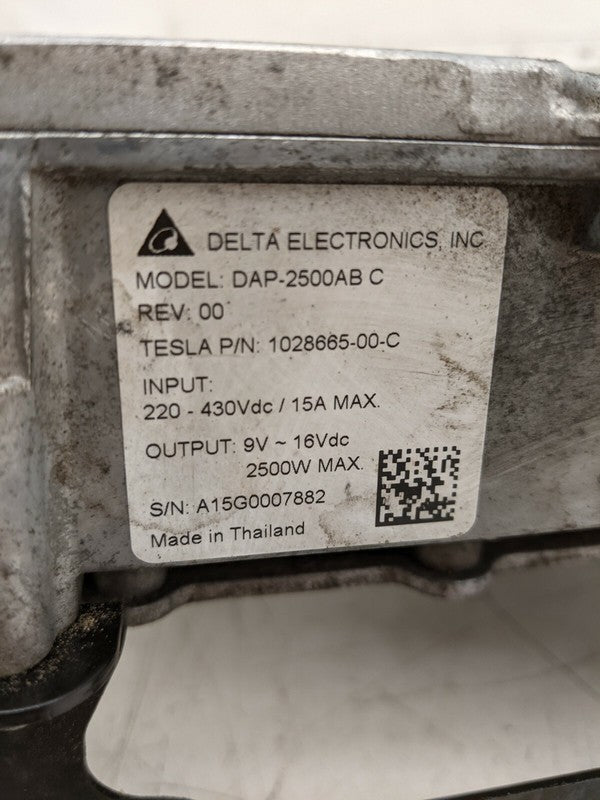 DELTA ELECTRONICS, INC
MODEL: DAP-2500AB C
REV: 00
TESLA P/N: 1028665-00-C
INPUT:
220 - 430Vdc / 15A MAX.
OUTPUT: 9V ~ 16Vdc
2500W MAX.
S/N: A15G0007882
Made in Thailand